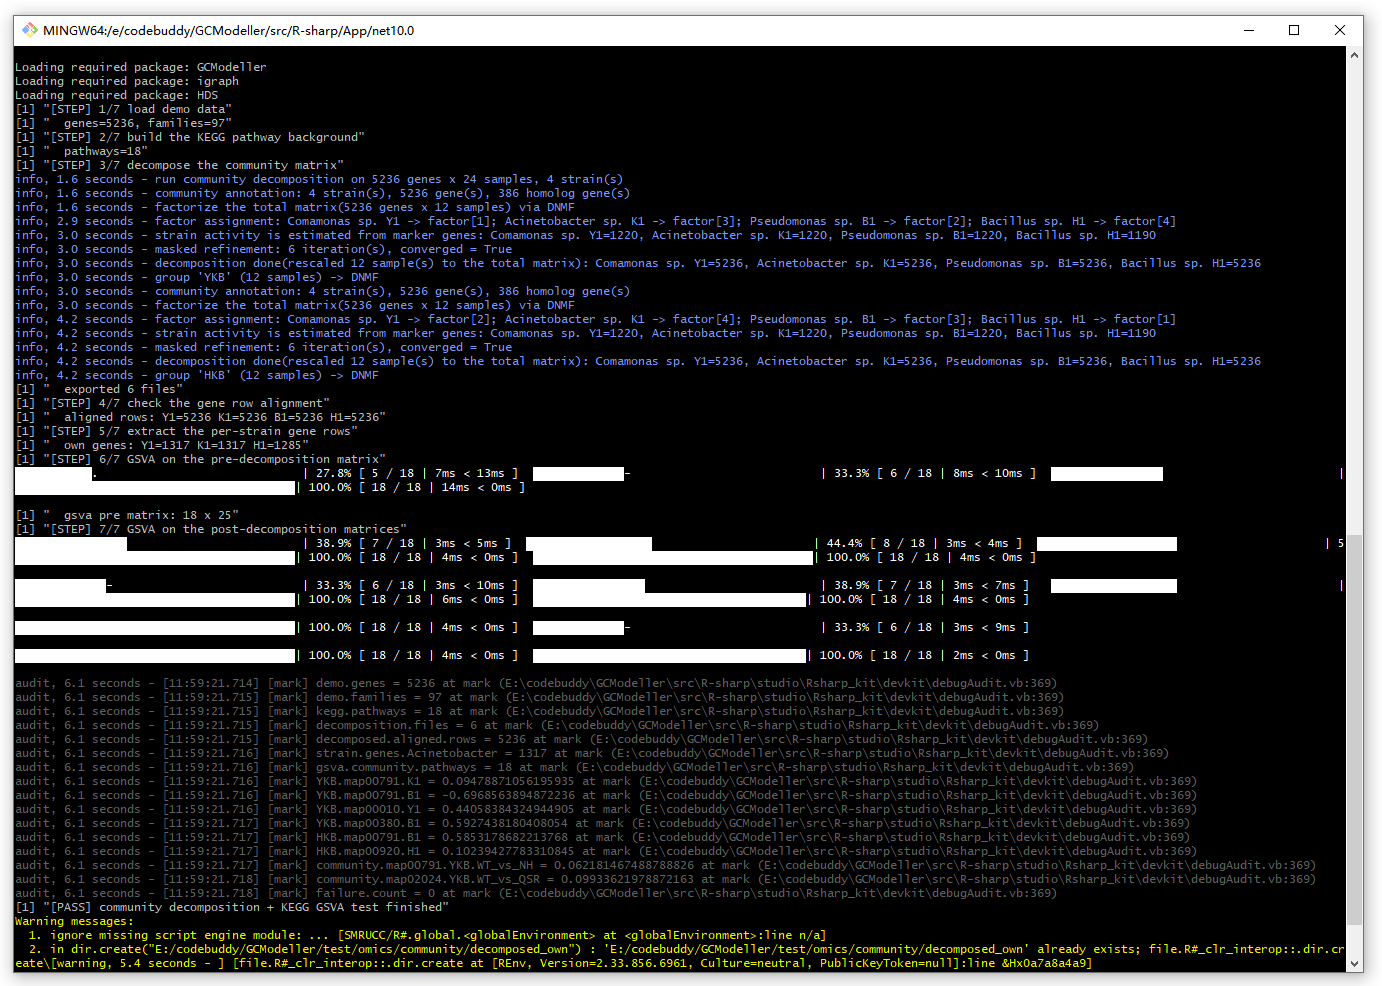 MINGW64:/e/codebuddy/GCModeller/src/R-sharp/App/net10.0
Loading required package: GCModeller
Loading required package: igraph
Loading required package: HDS
[1] "[STEP] 1/7 load demo data"
[1] "  genes=5236, families=97"
[1] "[STEP] 2/7 build the KEGG pathway background"
[1] "  pathways=18"
[1] "[STEP] 3/7 decompose the community matrix"
info, 1.6 seconds - run community decomposition on 5236 genes x 24 samples, 4 strain(s)
info, 1.6 seconds - community annotation: 4 strain(s), 5236 gene(s), 386 homolog gene(s)
info, 1.6 seconds - factorize the total matrix(5236 genes x 12 samples) via DNMF
info, 2.9 seconds - factor assignment: Comamonas sp. Y1 -> factor[1]; Acinetobacter sp. K1 -> factor[3]; Pseudomonas sp. B1 -> factor[2]; Bacillus sp. H1 -> factor[4]
info, 3.0 seconds - strain activity is estimated from marker genes: Comamonas sp. Y1=1220, Acinetobacter sp. K1=1220, Pseudomonas sp. B1=1220, Bacillus sp. H1=1190
info, 3.0 seconds - masked refinement: 6 iteration(s), converged = True
info, 3.0 seconds - decomposition done(rescaled 12 sample(s) to the total matrix): Comamonas sp. Y1=5236, Acinetobacter sp. K1=5236, Pseudomonas sp. B1=5236, Bacillus sp. H1=5236
info, 3.0 seconds - group 'YKB' (12 samples) -> DNMF
info, 3.0 seconds - community annotation: 4 strain(s), 5236 gene(s), 386 homolog gene(s)
info, 3.0 seconds - factorize the total matrix(5236 genes x 12 samples) via DNMF
info, 4.2 seconds - factor assignment: Comamonas sp. Y1 -> factor[2]; Acinetobacter sp. K1 -> factor[4]; Pseudomonas sp. B1 -> factor[3]; Bacillus sp. H1 -> factor[1]
info, 4.2 seconds - strain activity is estimated from marker genes: Comamonas sp. Y1=1220, Acinetobacter sp. K1=1220, Pseudomonas sp. B1=1220, Bacillus sp. H1=1190
info, 4.2 seconds - masked refinement: 6 iteration(s), converged = True
info, 4.2 seconds - decomposition done(rescaled 12 sample(s) to the total matrix): Comamonas sp. Y1=5236, Acinetobacter sp. K1=5236, Pseudomonas sp. B1=5236, Bacillus sp. H1=5236
info, 4.2 seconds - group 'HKB' (12 samples) -> DNMF
[1] "  exported 6 files"
[1] "[STEP] 4/7 check the gene row alignment"
[1] "  aligned rows: Y1=5236 K1=5236 B1=5236 H1=5236"
[1] "[STEP] 5/7 extract the per-strain gene rows"
[1] "  own genes: Y1=1317 K1=1317 H1=1285"
[1] "[STEP] 6/7 GSVA on the pre-decomposition matrix"
. | 27.8% [ 5 / 18 | 7ms < 13ms ] - | 33.3% [ 6 / 18 | 8ms < 10ms ] |
| 100.0% [ 18 / 18 | 14ms < 0ms ]
[1] "  gsva pre matrix: 18 x 25"
[1] "[STEP] 7/7 GSVA on the post-decomposition matrices"
| 38.9% [ 7 / 18 | 3ms < 5ms ] | 44.4% [ 8 / 18 | 3ms < 4ms ] | 5
| 100.0% [ 18 / 18 | 4ms < 0ms ] | 100.0% [ 18 / 18 | 4ms < 0ms ]
- | 33.3% [ 6 / 18 | 3ms < 10ms ] | 38.9% [ 7 / 18 | 3ms < 7ms ] |
| 100.0% [ 18 / 18 | 6ms < 0ms ] | 100.0% [ 18 / 18 | 4ms < 0ms ]
| 100.0% [ 18 / 18 | 4ms < 0ms ] - | 33.3% [ 6 / 18 | 3ms < 9ms ]
| 100.0% [ 18 / 18 | 4ms < 0ms ] | 100.0% [ 18 / 18 | 2ms < 0ms ]
audit, 6.1 seconds - [11:59:21.714] [mark] demo.genes = 5236 at mark (E:\codebuddy\GCModeller\src\R-sharp\studio\Rsharp_kit\devkit\debugAudit.vb:369)
audit, 6.1 seconds - [11:59:21.715] [mark] demo.families = 97 at mark (E:\codebuddy\GCModeller\src\R-sharp\studio\Rsharp_kit\devkit\debugAudit.vb:369)
audit, 6.1 seconds - [11:59:21.715] [mark] kegg.pathways = 18 at mark (E:\codebuddy\GCModeller\src\R-sharp\studio\Rsharp_kit\devkit\debugAudit.vb:369)
audit, 6.1 seconds - [11:59:21.715] [mark] decomposition.files = 6 at mark (E:\codebuddy\GCModeller\src\R-sharp\studio\Rsharp_kit\devkit\debugAudit.vb:369)
audit, 6.1 seconds - [11:59:21.715] [mark] decomposed.aligned.rows = 5236 at mark (E:\codebuddy\GCModeller\src\R-sharp\studio\Rsharp_kit\devkit\debugAudit.vb:369)
audit, 6.1 seconds - [11:59:21.716] [mark] strain.genes.Acinetobacter = 1317 at mark (E:\codebuddy\GCModeller\src\R-sharp\studio\Rsharp_kit\devkit\debugAudit.vb:369)
audit, 6.1 seconds - [11:59:21.716] [mark] gsva.community.pathways = 18 at mark (E:\codebuddy\GCModeller\src\R-sharp\studio\Rsharp_kit\devkit\debugAudit.vb:369)
audit, 6.1 seconds - [11:59:21.716] [mark] YKB.map00791.K1 = 0.09478871056195935 at mark (E:\codebuddy\GCModeller\src\R-sharp\studio\Rsharp_kit\devkit\debugAudit.vb:369)
audit, 6.1 seconds - [11:59:21.716] [mark] YKB.map00791.B1 = -0.6968563894872236 at mark (E:\codebuddy\GCModeller\src\R-sharp\studio\Rsharp_kit\devkit\debugAudit.vb:369)
audit, 6.1 seconds - [11:59:21.716] [mark] YKB.map00010.Y1 = 0.44058384324944905 at mark (E:\codebuddy\GCModeller\src\R-sharp\studio\Rsharp_kit\devkit\debugAudit.vb:369)
audit, 6.1 seconds - [11:59:21.717] [mark] YKB.map00380.B1 = 0.5927438180408054 at mark (E:\codebuddy\GCModeller\src\R-sharp\studio\Rsharp_kit\devkit\debugAudit.vb:369)
audit, 6.1 seconds - [11:59:21.717] [mark] HKB.map00791.B1 = 0.5853178682213768 at mark (E:\codebuddy\GCModeller\src\R-sharp\studio\Rsharp_kit\devkit\debugAudit.vb:369)
audit, 6.1 seconds - [11:59:21.717] [mark] HKB.map00920.H1 = 0.10239427783310845 at mark (E:\codebuddy\GCModeller\src\R-sharp\studio\Rsharp_kit\devkit\debugAudit.vb:369)
audit, 6.1 seconds - [11:59:21.717] [mark] community.map00791.YKB.WT_vs_NH = 0.062181467488788826 at mark (E:\codebuddy\GCModeller\src\R-sharp\studio\Rsharp_kit\devkit\debugAudit.vb:369)
audit, 6.1 seconds - [11:59:21.718] [mark] community.map02024.YKB.WT_vs_QSR = 0.09933621978872163 at mark (E:\codebuddy\GCModeller\src\R-sharp\studio\Rsharp_kit\devkit\debugAudit.vb:369)
audit, 6.1 seconds - [11:59:21.718] [mark] failure.count = 0 at mark (E:\codebuddy\GCModeller\src\R-sharp\studio\Rsharp_kit\devkit\debugAudit.vb:369)
[1] "[PASS] community decomposition + KEGG GSVA test finished"
Warning messages:
1. ignore missing script engine module: ... [SMRUCC/R#.global.<globalEnvironment> at <globalEnvironment>:line n/a]
2. in dir.create("E:/codebuddy/GCModeller/test/omics/community/decomposed_own") : 'E:/codebuddy/GCModeller/test/omics/community/decomposed_own' already exists; file.R#_clr_interop::.dir.cr
eate\[warning, 5.4 seconds - ] [file.R#_clr_interop::.dir.create at [REnv, Version=2.33.856.6961, Culture=neutral, PublicKeyToken=null]:line &Hx0a7a8a4a9]